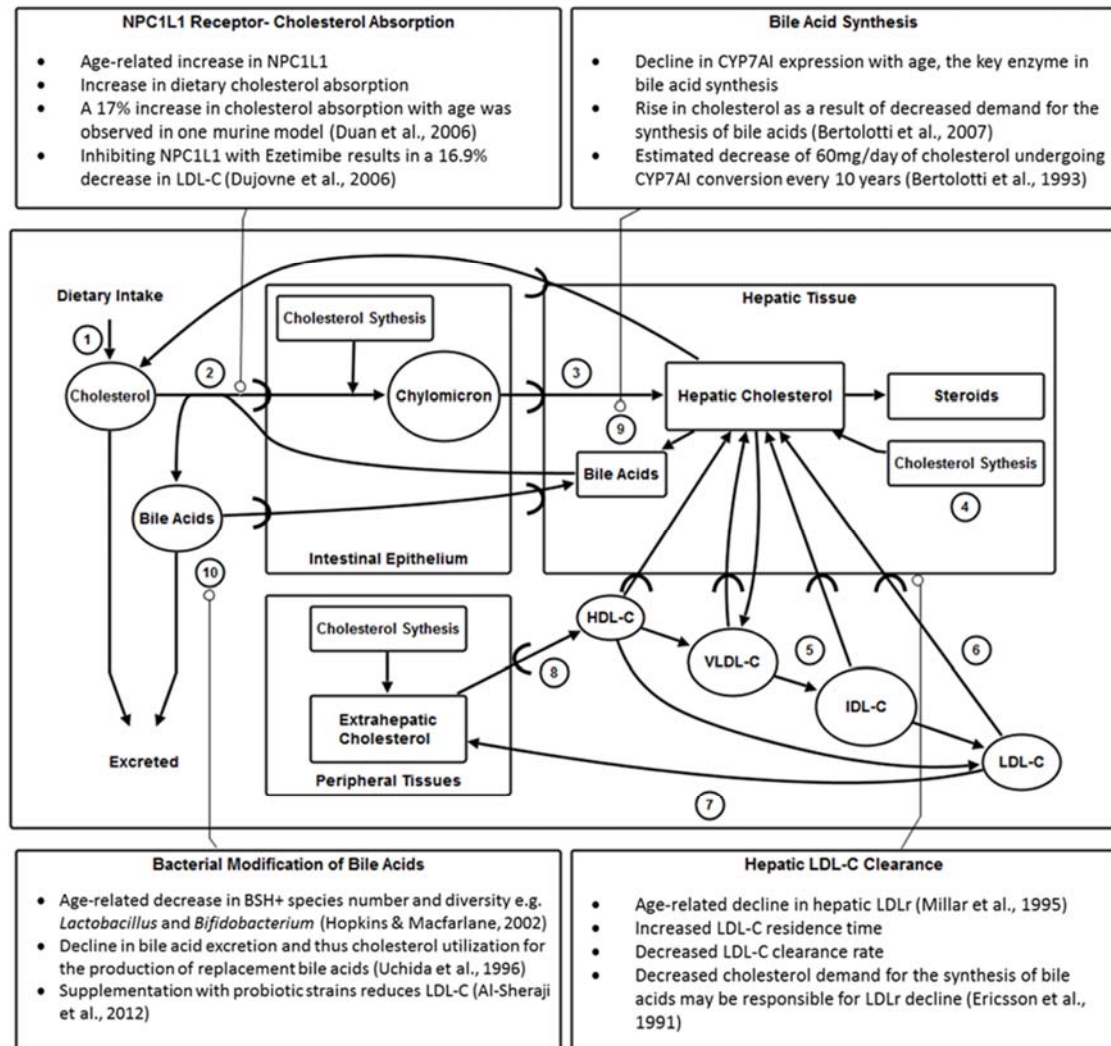 NPC1L1 Receptor- Cholesterol Absorption
• Age-related increase in NPC1L1
• Increase in dietary cholesterol absorption
• A 17% increase in cholesterol absorption with age was
observed in one murine model (Duan et al., 2006)
• Inhibiting NPC1L1 with Ezetimibe results in a 16.9%
decrease in LDL-C (Dujovne et al., 2006)
Bile Acid Synthesis
• Decline in CYP7AI expression with age, the key enzyme in
bile acid synthesis
• Rise in cholesterol as a result of decreased demand for the
synthesis of bile acids (Bertolotti et al., 2007)
• Estimated decrease of 60mg/day of cholesterol undergoing
CYP7AI conversion every 10 years (Bertolotti et al., 1993)
Dietary Intake
1
Cholesterol
2
Cholesterol Sythesis
Chylomicron
Intestinal Epithelium
3
Hepatic Tissue
Hepatic Cholesterol
Steroids
9
Bile Acids
Cholesterol Sythesis
4
Bile Acids
10
Excreted
Cholesterol Sythesis
Extrahepatic
Cholesterol
Peripheral Tissues
8
HDL-C
VLDL-C
5
IDL-C
6
LDL-C
7
Bacterial Modification of Bile Acids
• Age-related decrease in BSH+ species number and diversity e.g.
Lactobacillus and Bifidobacterium (Hopkins & Macfarlane, 2002)
• Decline in bile acid excretion and thus cholesterol utilization for
the production of replacement bile acids (Uchida et al., 1996)
• Supplementation with probiotic strains reduces LDL-C (Al-Sheraji
et al., 2012)
Hepatic LDL-C Clearance
• Age-related decline in hepatic LDLr (Millar et al., 1995)
• Increased LDL-C residence time
• Decreased LDL-C clearance rate
• Decreased cholesterol demand for the synthesis of bile
acids may be responsible for LDLr decline (Ericsson et al.,
1991)